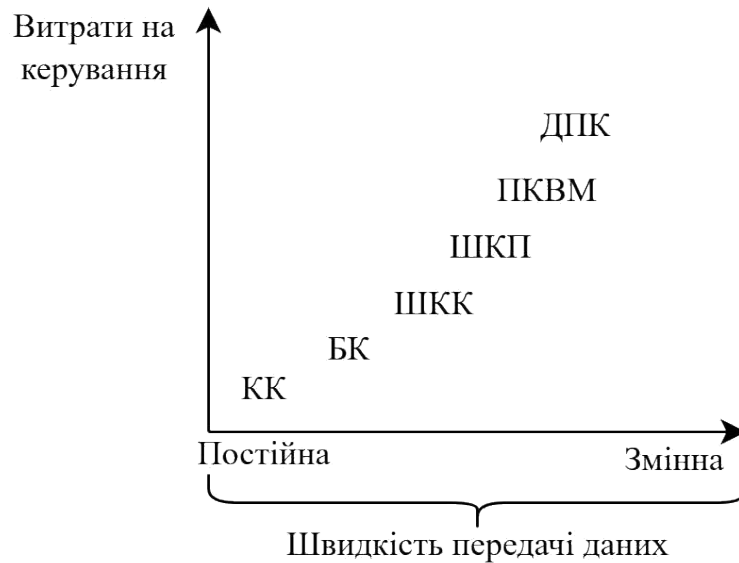 Витрати на
керування
ДПК
ПКВМ
ШКП
ШКК
БК
КК
Постійна
Змінна
Швидкість передачі даних